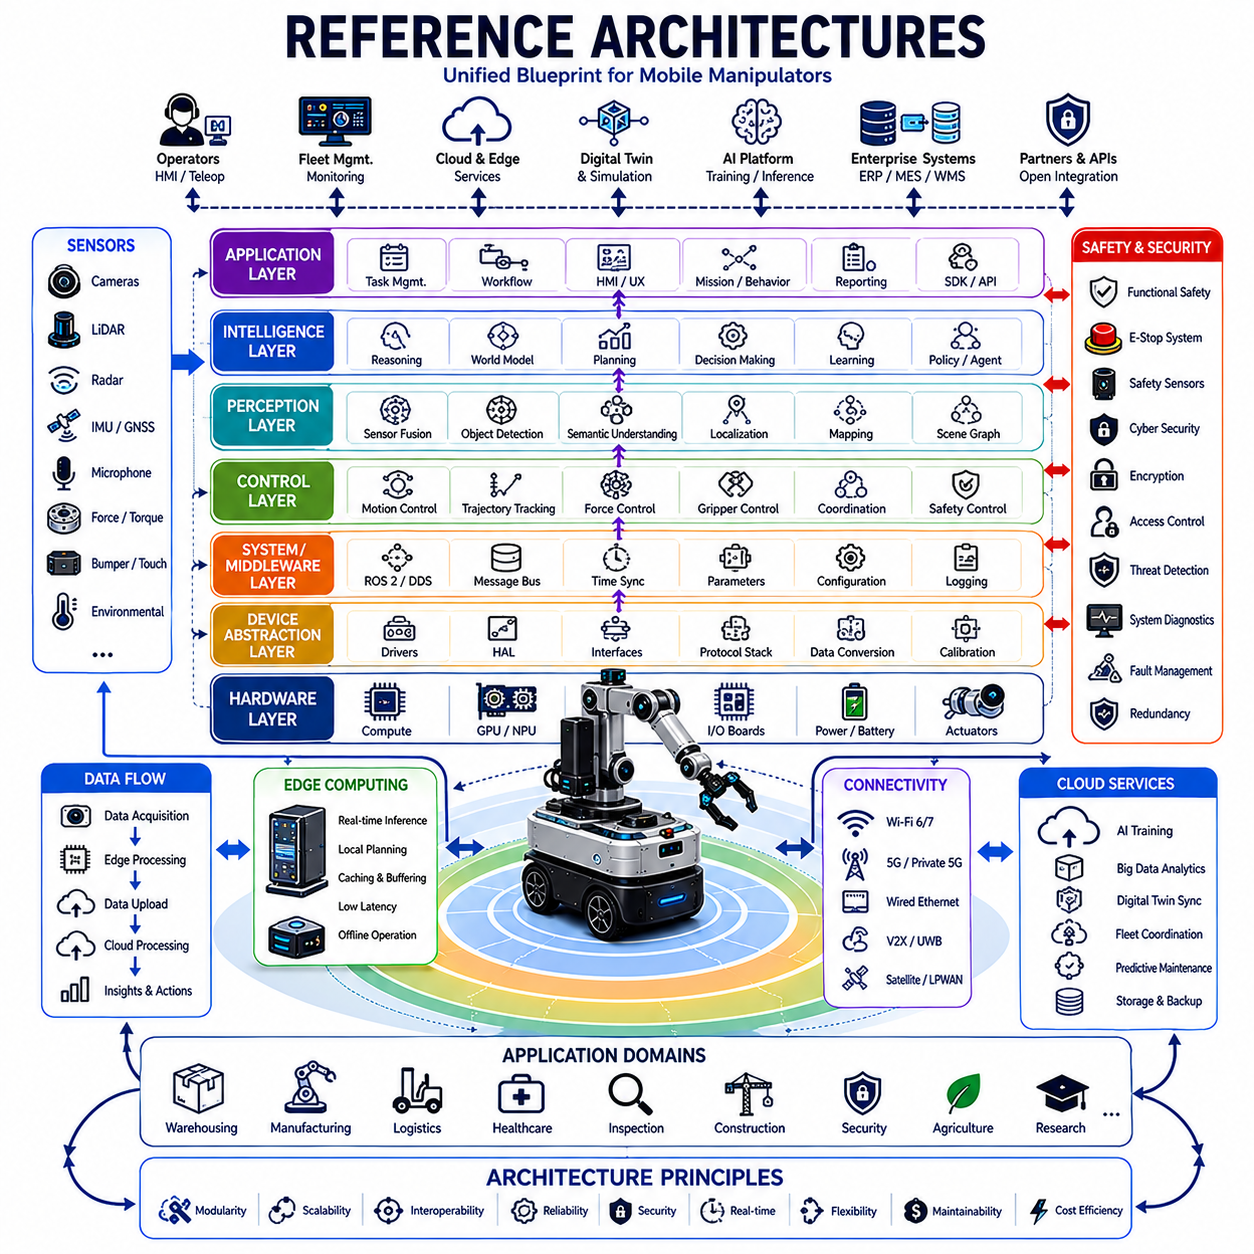 REFERENCE ARCHITECTURES
Unified Blueprint for Mobile Manipulators
Operators
HMI / Teleop
Fleet Mgmt.
Monitoring
Cloud & Edge
Services
Digital Twin
& Simulation
AI Platform
Training / Inference
Enterprise Systems
ERP / MES / WMS
Partners & APIs
Open Integration
SENSORS
Cameras
LiDAR
Radar
IMU / GNSS
Microphone
Force / Torque
Bumper / Touch
Environmental
...
APPLICATION
LAYER
Task Mgmt.
Workflow
HMI / UX
Mission / Behavior
Reporting
SDK / API
INTELLIGENCE
LAYER
Reasoning
World Model
Planning
Decision Making
Learning
Policy / Agent
PERCEPTION
LAYER
Sensor Fusion
Object Detection
Semantic Understanding
Localization
Mapping
Scene Graph
CONTROL
LAYER
Motion Control
Trajectory Tracking
Force Control
Gripper Control
Coordination
Safety Control
SYSTEM /
MIDDLEWARE
LAYER
ROS 2 / DDS
Message Bus
Time Sync
Parameters
Configuration
Logging
DEVICE
ABSTRACTION
LAYER
Drivers
HAL
Interfaces
Protocol Stack
Data Conversion
Calibration
HARDWARE
LAYER
Compute
GPU / NPU
I/O Boards
Power / Battery
Actuators
SAFETY & SECURITY
Functional Safety
E-Stop System
Safety Sensors
Cyber Security
Encryption
Access Control
Threat Detection
System Diagnostics
Fault Management
Redundancy
DATA FLOW
Data Acquisition
Edge Processing
Data Upload
Cloud Processing
Insights & Actions
EDGE COMPUTING
Real-time Inference
Local Planning
Caching & Buffering
Low Latency
Offline Operation
CONNECTIVITY
Wi-Fi 6/7
5G / Private 5G
Wired Ethernet
V2X / UWB
Satellite / LPWAN
CLOUD SERVICES
AI Training
Big Data Analytics
Digital Twin Sync
Fleet Coordination
Predictive Maintenance
Storage & Backup
APPLICATION DOMAINS
Warehousing
Manufacturing
Logistics
Healthcare
Inspection
Construction
Security
Agriculture
Research
...
ARCHITECTURE PRINCIPLES
Modularity
Scalability
Interoperability
Reliability
Security
Real-time
Flexibility
Maintainability
Cost Efficiency